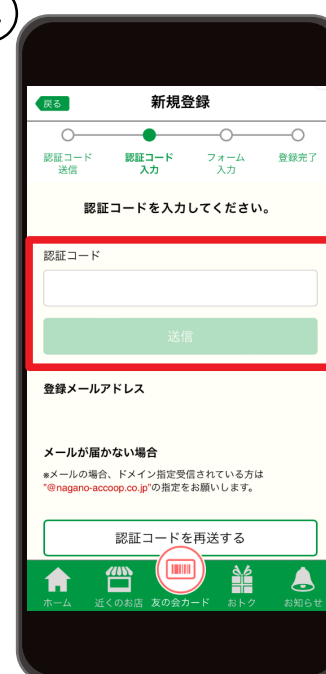 戻る
新規登録
認証コード
送信
認証コード
入力
フォーム
入力
登録完了
認証コードを入力してください。
認証コード
送信
登録メールアドレス
メールが届かない場合
※メールの場合、ドメイン指定受信されている方は
"@nagano-accoop.co.jp"の指定をお願いします。
認証コードを再送する
ホーム
近くのお店
友の会カード
おトク
お知らせ